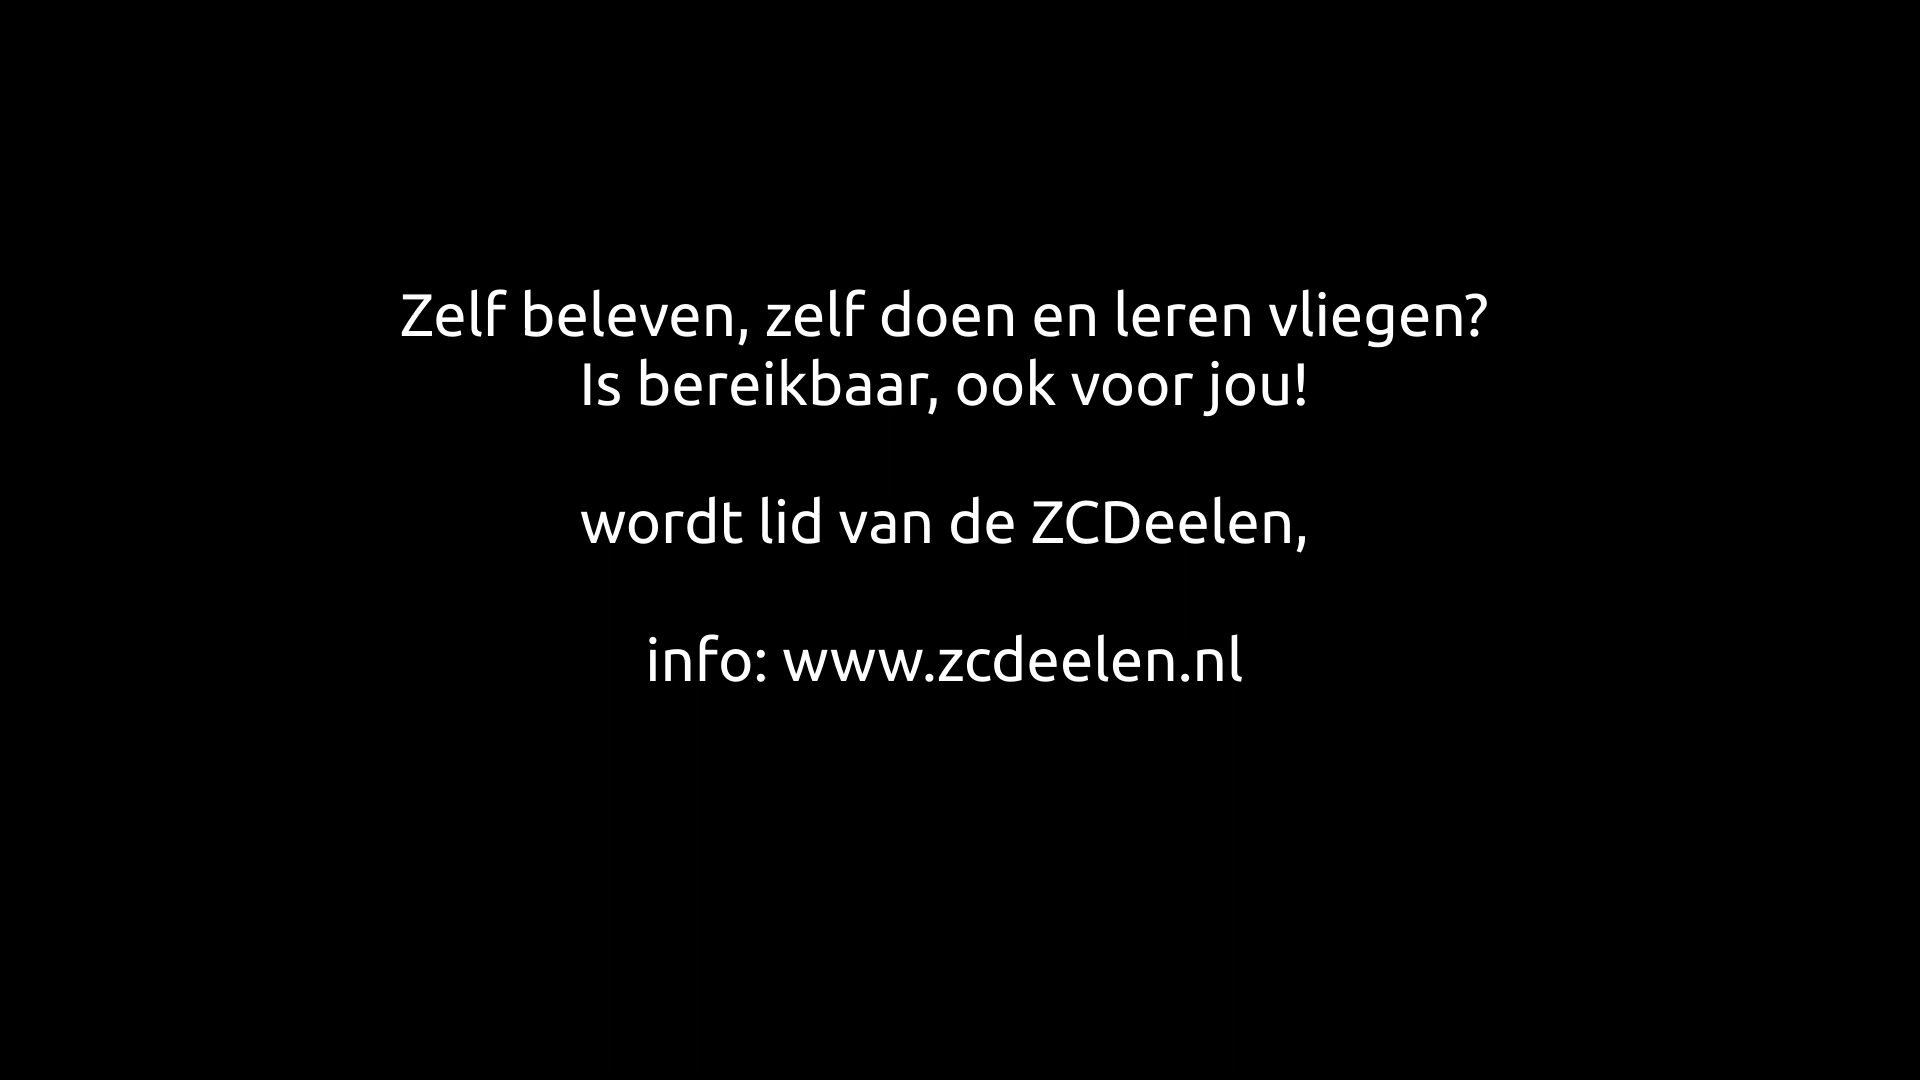 Zelf beleven, zelf doen en leren vliegen?
Is bereikbaar, ook voor jou!
wordt lid van de ZCDeelen,
info: www.zcdeelen.nl